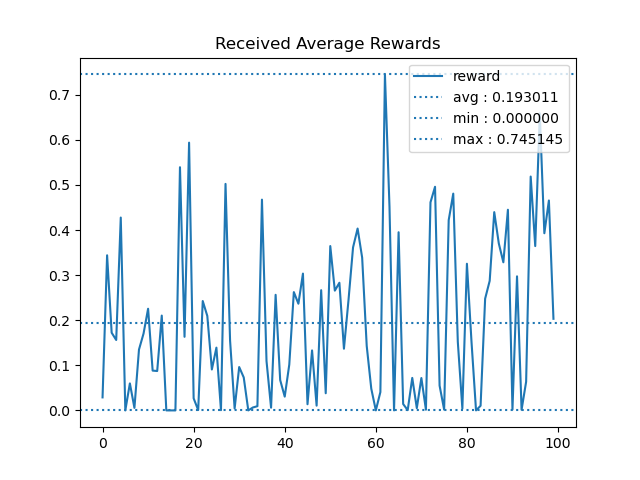 Received Average Rewards
reward
avg : 0.193011
min : 0.000000
max : 0.745145
0.7
0.6
0.5
0.4
0.3
0.2
0.1
0.0
0 20 40 60 80 100